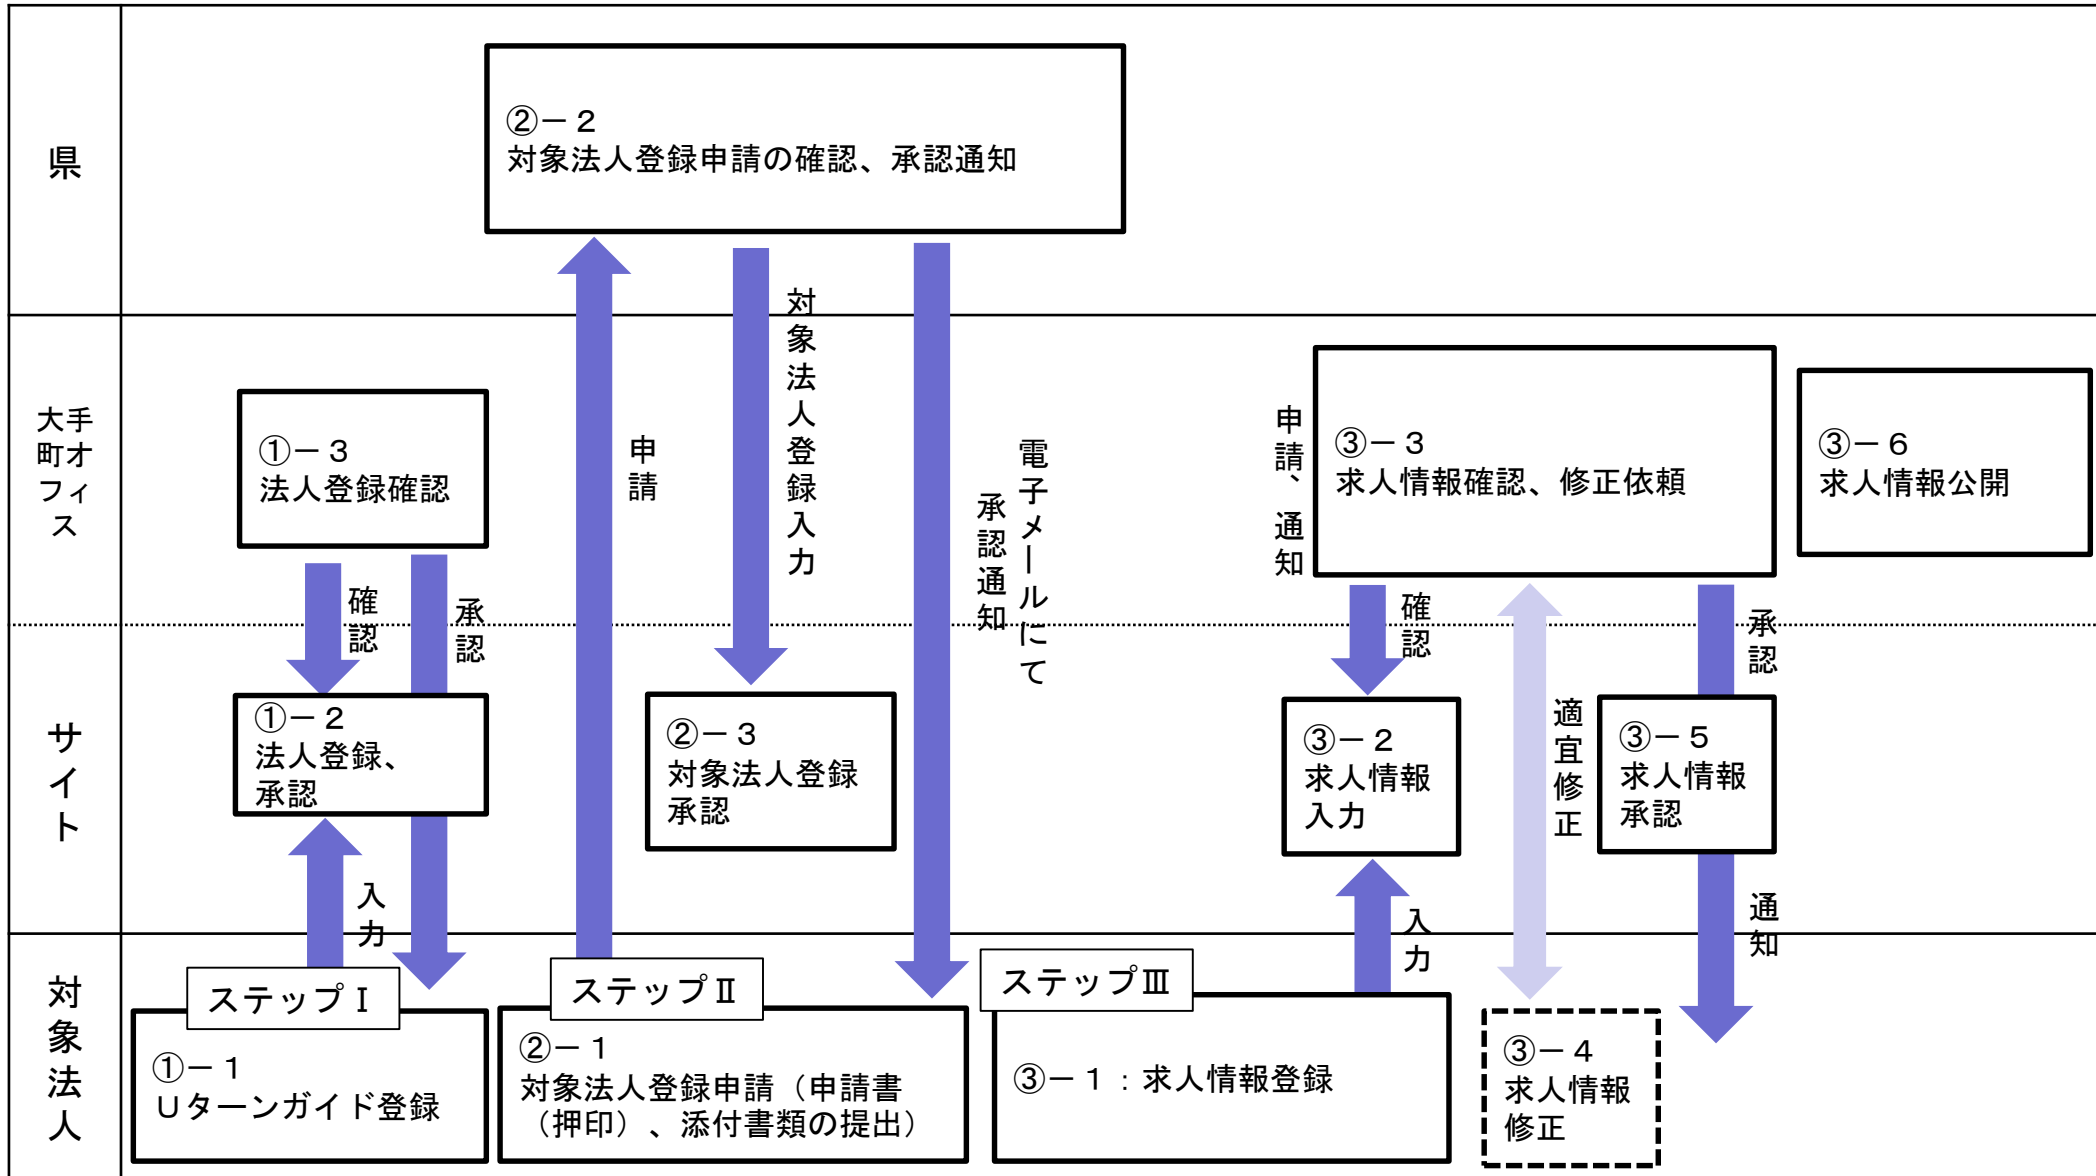 県
②－２
対象法人登録申請の確認、承認通知
大手
町オ
フィ
ス
①－３
法人登録確認
確認
承認
申請
対象法人登録入力
電子メールにて
承認通知
申請、通知
③－３
求人情報確認、修正依頼
③－６
求人情報公開
確認
承認
サイト
①－２
法人登録、
承認
②－３
対象法人登録
承認
③－２
求人情報
入力
適宜修正
③－５
求人情報
承認
入力
入力
通知
対象法人
ステップⅠ
①－１
Ｕターンガイド登録
ステップⅡ
②－１
対象法人登録申請（申請書
（押印）、添付書類の提出）
ステップⅢ
③－１：求人情報登録
③－４
求人情報
修正